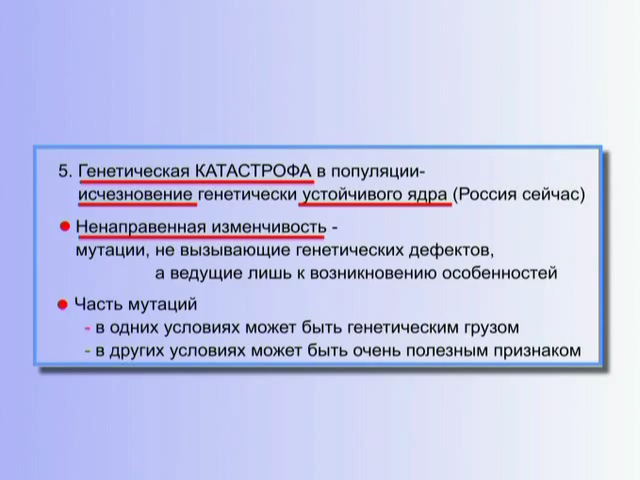 5. Генетическая КАТАСТРОФА в популяции-
исчезновение генетически устойчивого ядра (Россия сейчас)
Ненаправенная изменчивость -
мутации, не вызывающие генетических дефектов,
а ведущие лишь к возникновению особенностей
Часть мутаций
- в одних условиях может быть генетическим грузом
- в других условиях может быть очень полезным признаком